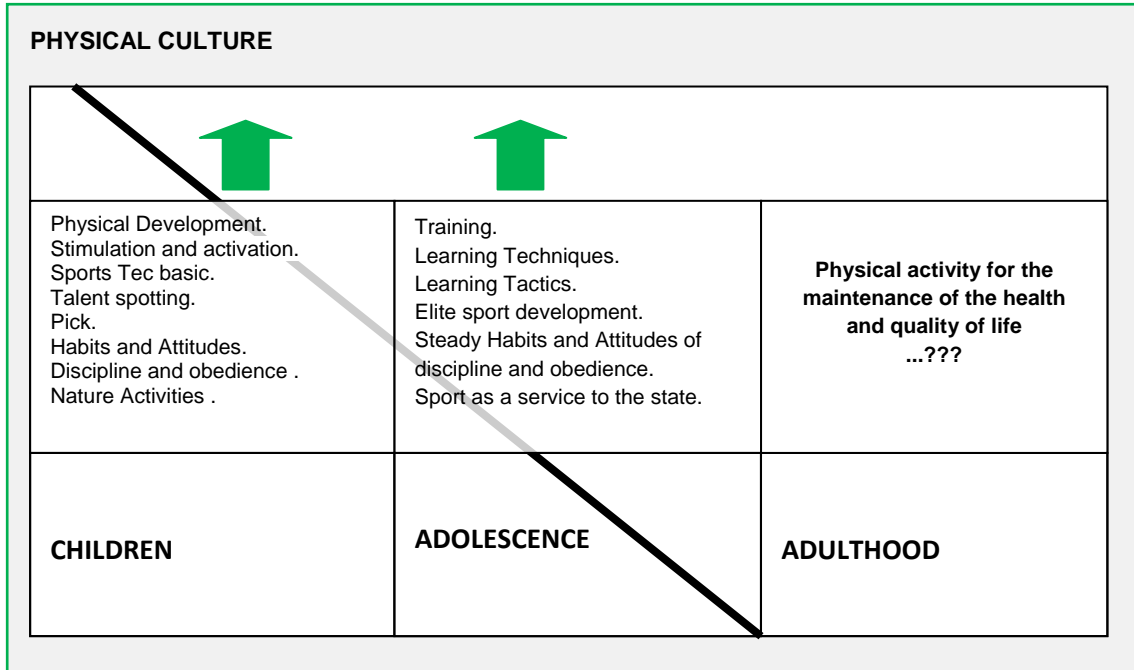 PHYSICAL CULTURE
Physical Development.
Stimulation and activation.
Sports Tec basic.
Talent spotting.
Pick.
Habits and Attitudes.
Discipline and obedience .
Nature Activities .
Training.
Learning Techniques.
Learning Tactics.
Elite sport development.
Steady Habits and Attitudes of
discipline and obedience.
Sport as a service to the state.
Physical activity for the
maintenance of the health
and quality of life
...???
CHILDREN
ADOLESCENCE
ADULTHOOD